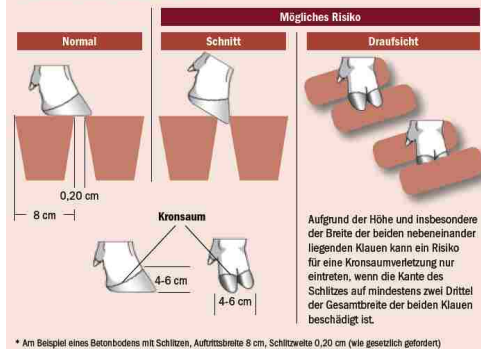 Mögliches Risiko
Normal
Schnitt
Draufsicht
0,20 cm
8 cm
Kronsaum
4-6 cm
4-6 cm
Aufgrund der Höhe und insbesondere
der Breite der beiden nebeneinander
liegenden Klauen kann ein Risiko
für eine Kronsaumverletzung nur
eintreten, wenn die Kante des
Schlitzes auf mindestens zwei Drittel
der Gesamtbreite der beiden Klauen
beschädigt ist.
* Am Beispiel eines Betonbodens mit Schlitzen, Auftrittsbreite 8 cm, Schlitzweite 0,20 cm (wie gesetzlich gefordert)